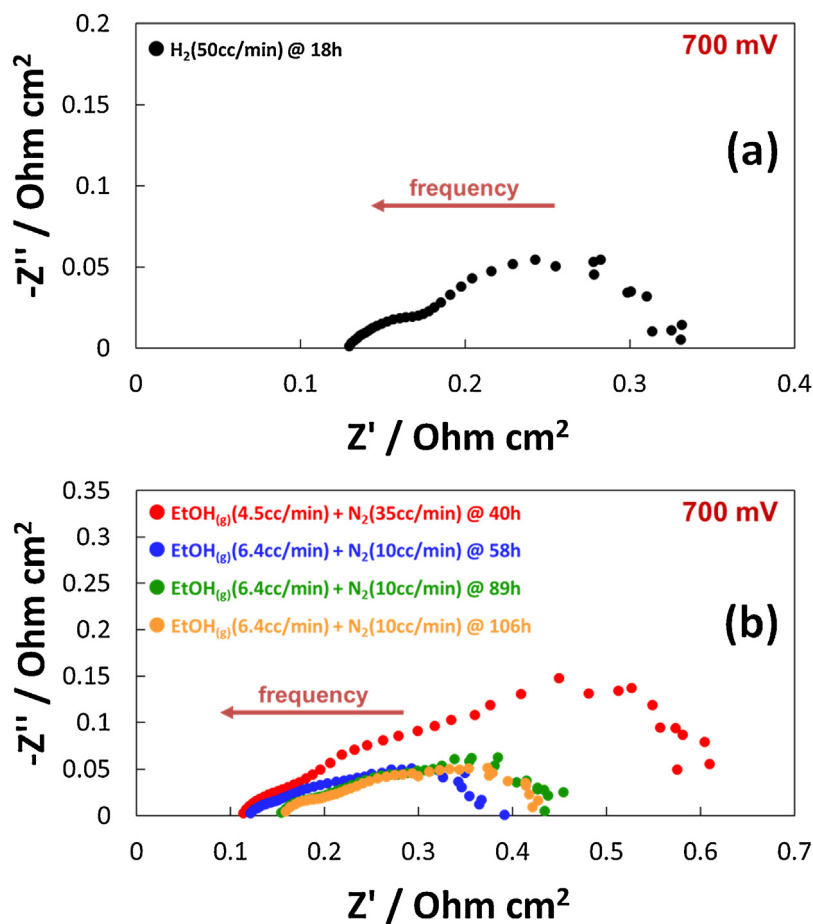 0.2
0.15
0.1
0.05
0
-Z'' / Ohm cm²
H₂(50cc/min) @ 18h
700 mV
(a)
frequency
0 0.1 0.2 0.3 0.4
Z' / Ohm cm²
0.35
0.3
0.25
0.2
0.15
0.1
0.05
0
-Z'' / Ohm cm²
EtOH₍g₎(4.5cc/min) + N₂(35cc/min) @ 40h
700 mV
EtOH₍g₎(6.4cc/min) + N₂(10cc/min) @ 58h
EtOH₍g₎(6.4cc/min) + N₂(10cc/min) @ 89h
EtOH₍g₎(6.4cc/min) + N₂(10cc/min) @ 106h
(b)
frequency
0 0.1 0.2 0.3 0.4 0.5 0.6 0.7
Z' / Ohm cm²